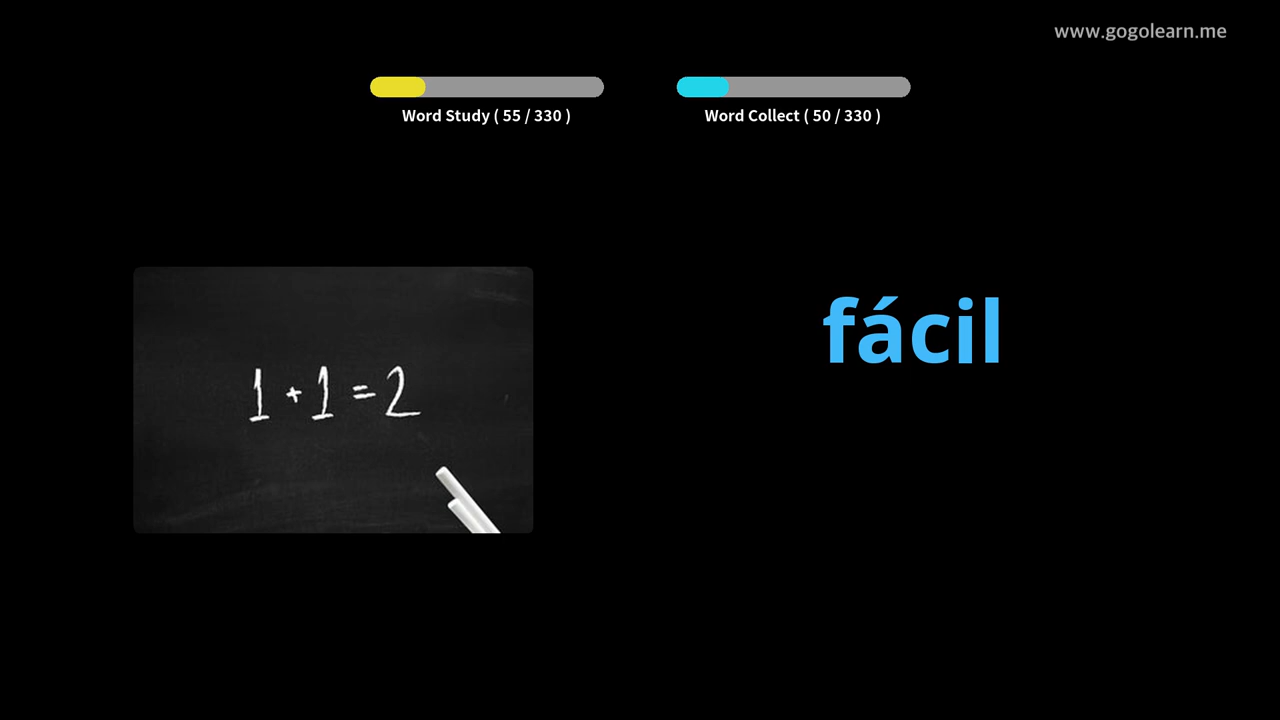 www.gogolearn.me
Word Study ( 55 / 330 )
Word Collect ( 50 / 330 )
fácil
1 + 1 = 2